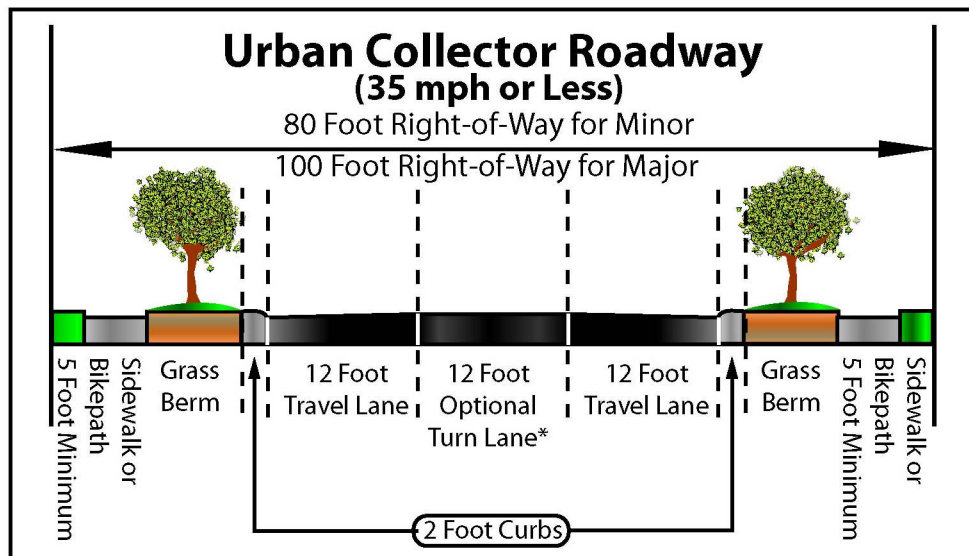 Urban Collector Roadway
(35 mph or Less)
80 Foot Right-of-Way for Minor
100 Foot Right-of-Way for Major
5 Foot Minimum
Bikepath
Sidewalk or
Grass
Berm
12 Foot
Travel Lane
12 Foot
Optional
Turn Lane*
12 Foot
Travel Lane
Grass
Berm
5 Foot Minimum
Bikepath
Sidewalk or
2 Foot Curbs